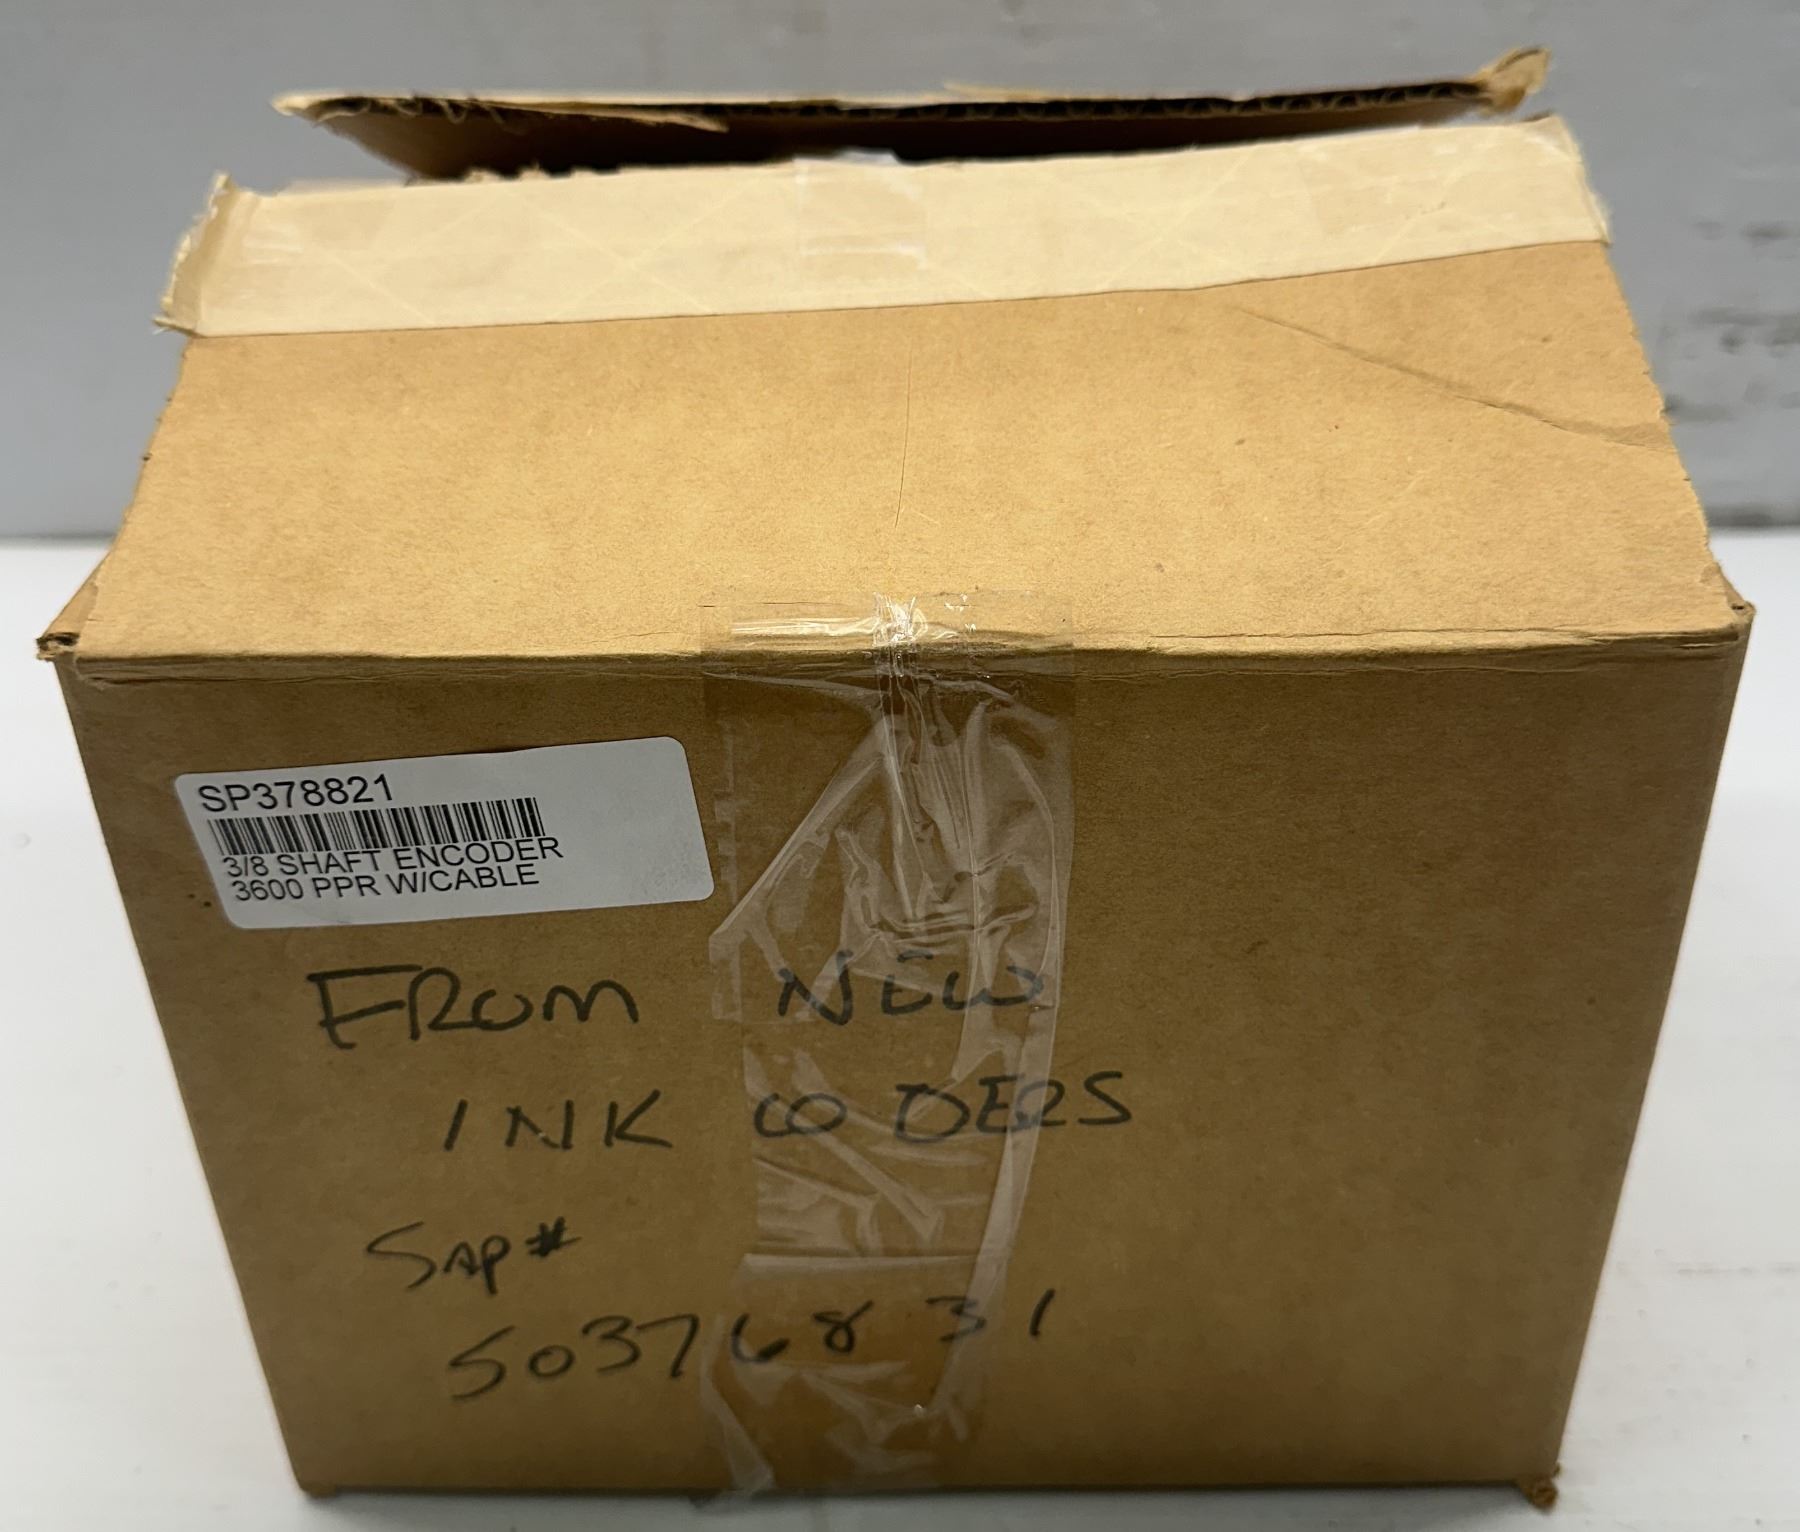 SP378821
3/8 SHAFT ENCODER
3600 PPR W/CABLE
FROM NEW
INK CODERS
SAP#
50376831